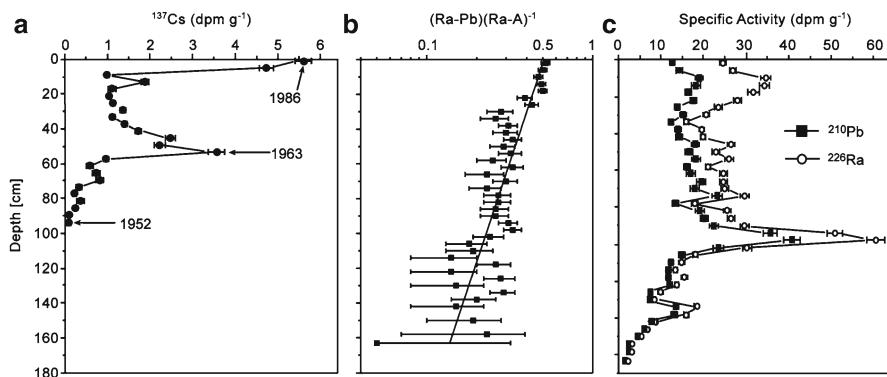 a
¹³⁷Cs (dpm g⁻¹)
0 1 2 3 4 5 6
Depth [cm]
0
20
40
60
80
100
120
140
160
180
1986
1963
1952
b
(Ra-Pb)(Ra-A)⁻¹
0.1 0.5 1
c
Specific Activity (dpm g⁻¹)
0 10 20 30 40 50 60
²¹⁰Pb
²²⁶Ra